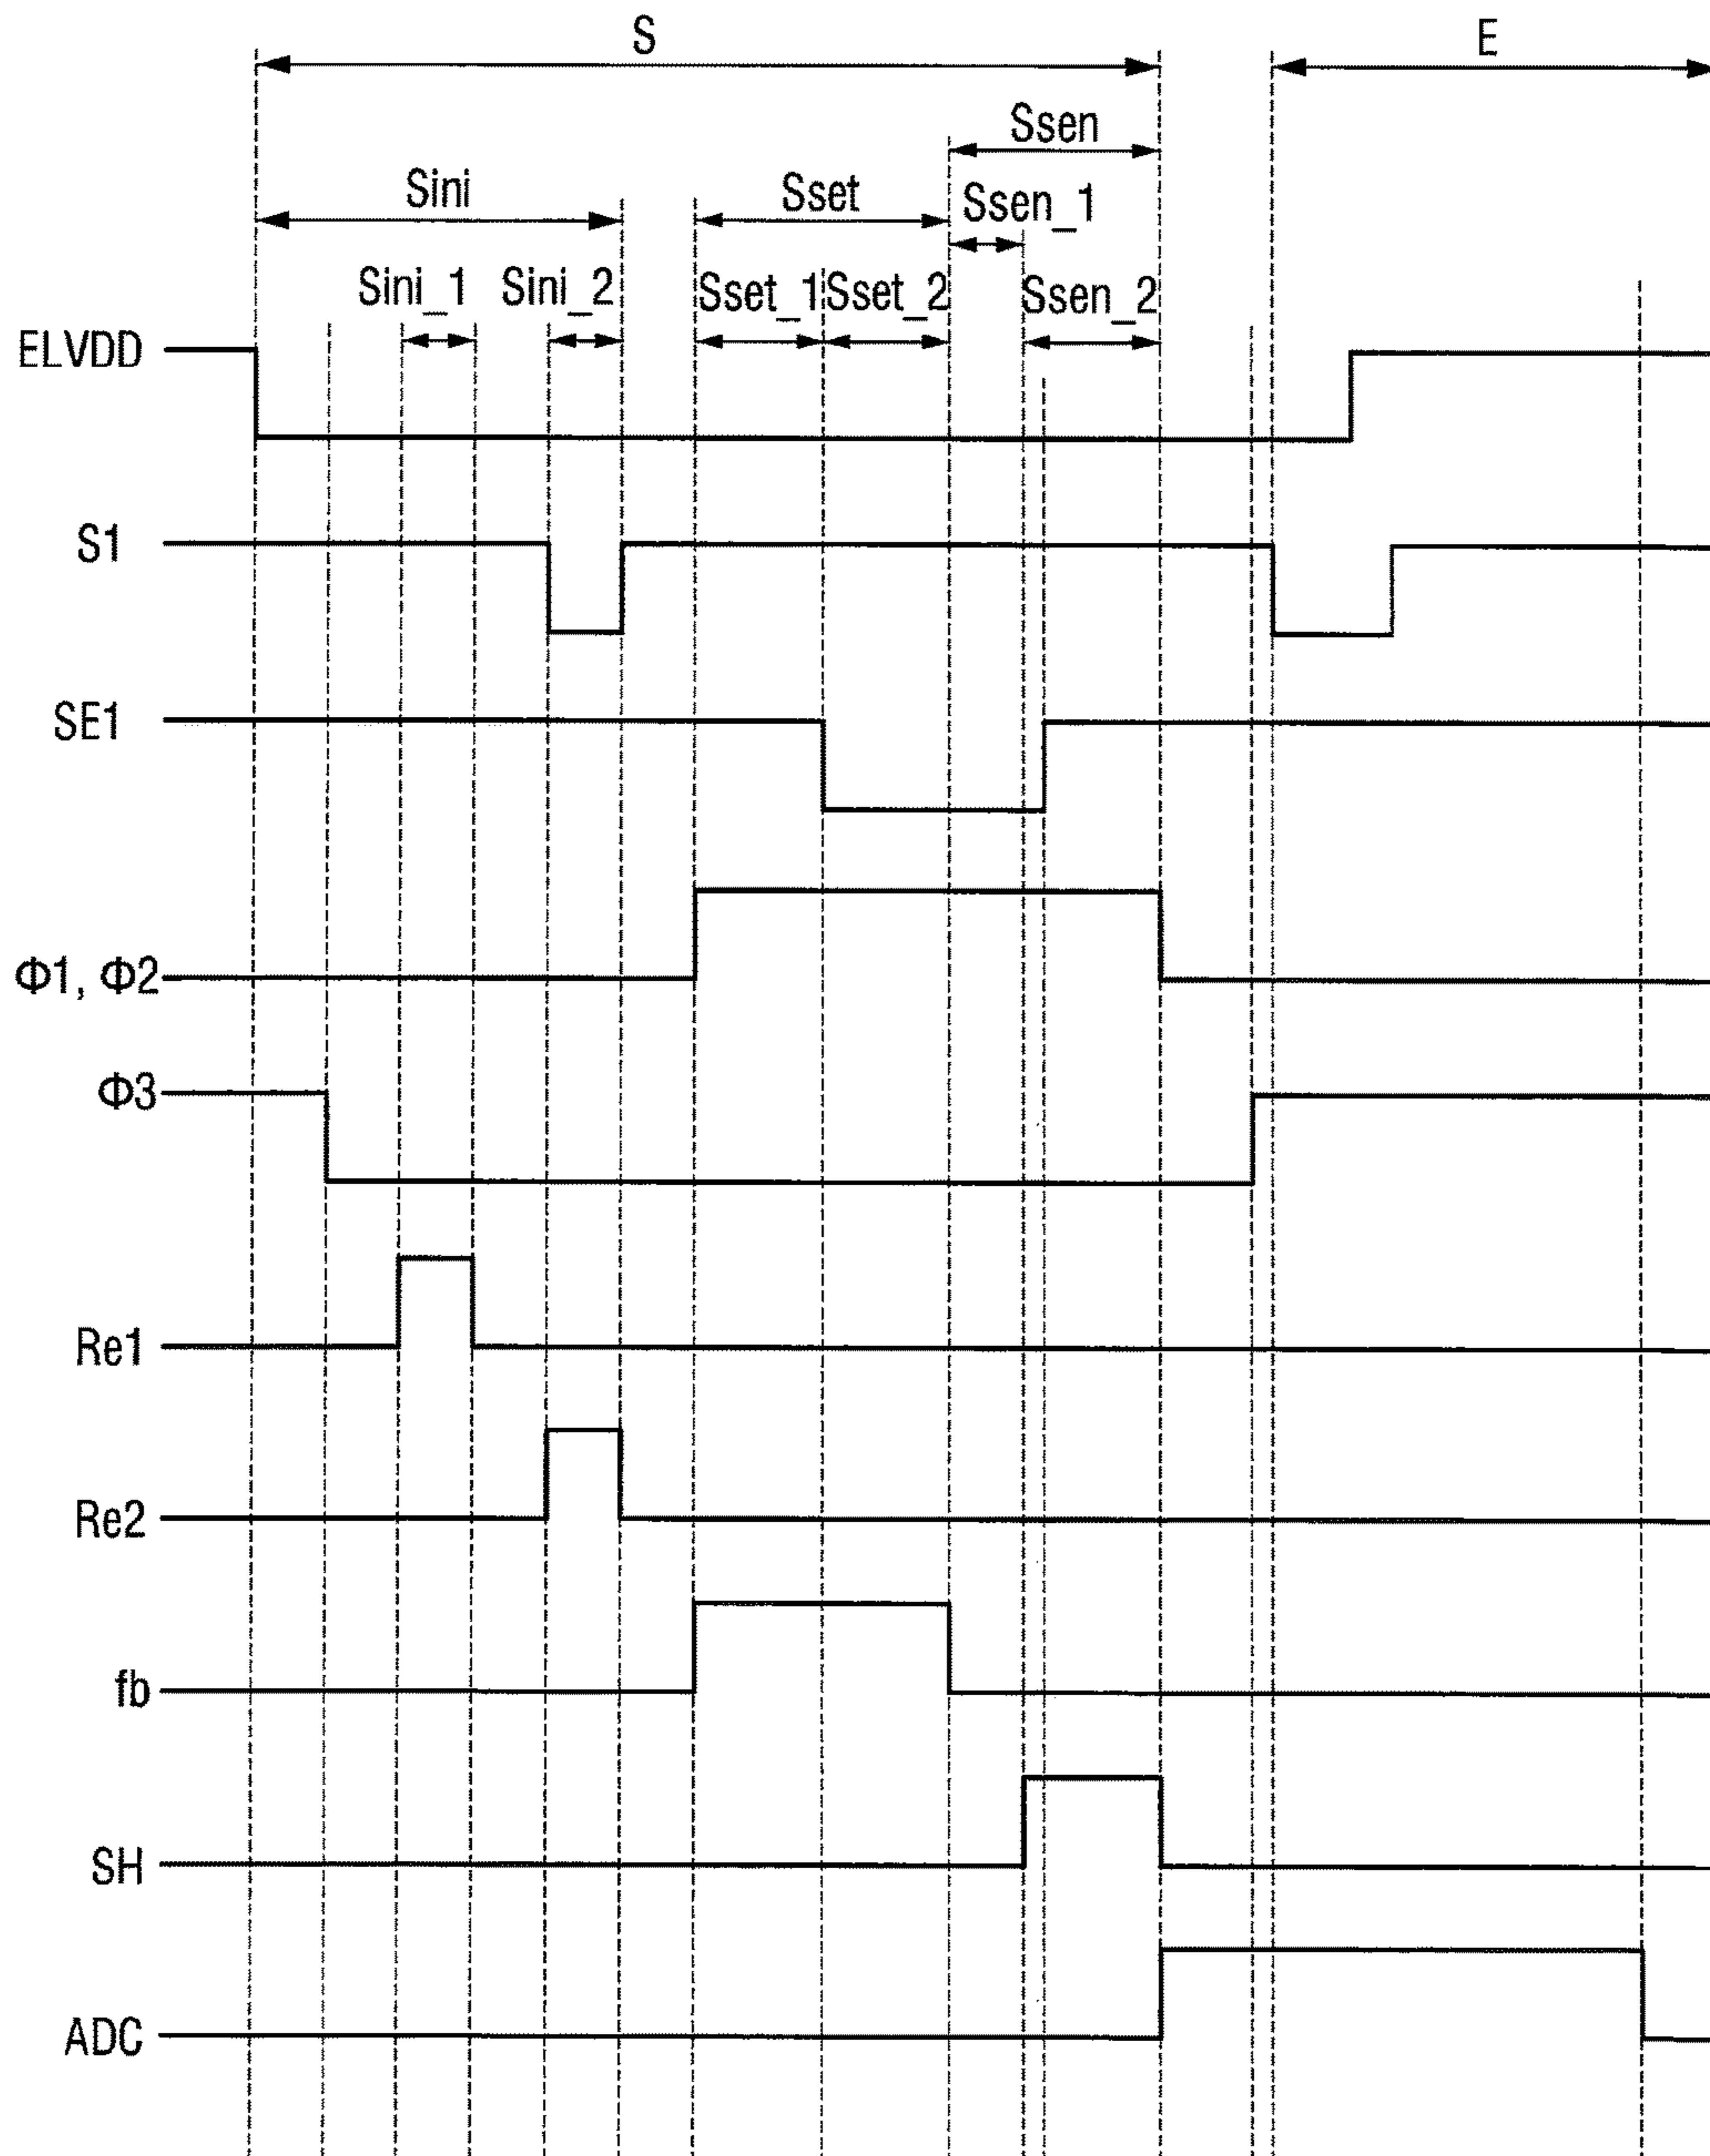 S
E
Ssen
Sini
Sset
Ssen_1
Sini_1
Sini_2
Sset_1
Sset_2
Ssen_2
ELVDD
S1
SE1
Φ1, Φ2
Φ3
Re1
Re2
fb
SH
ADC